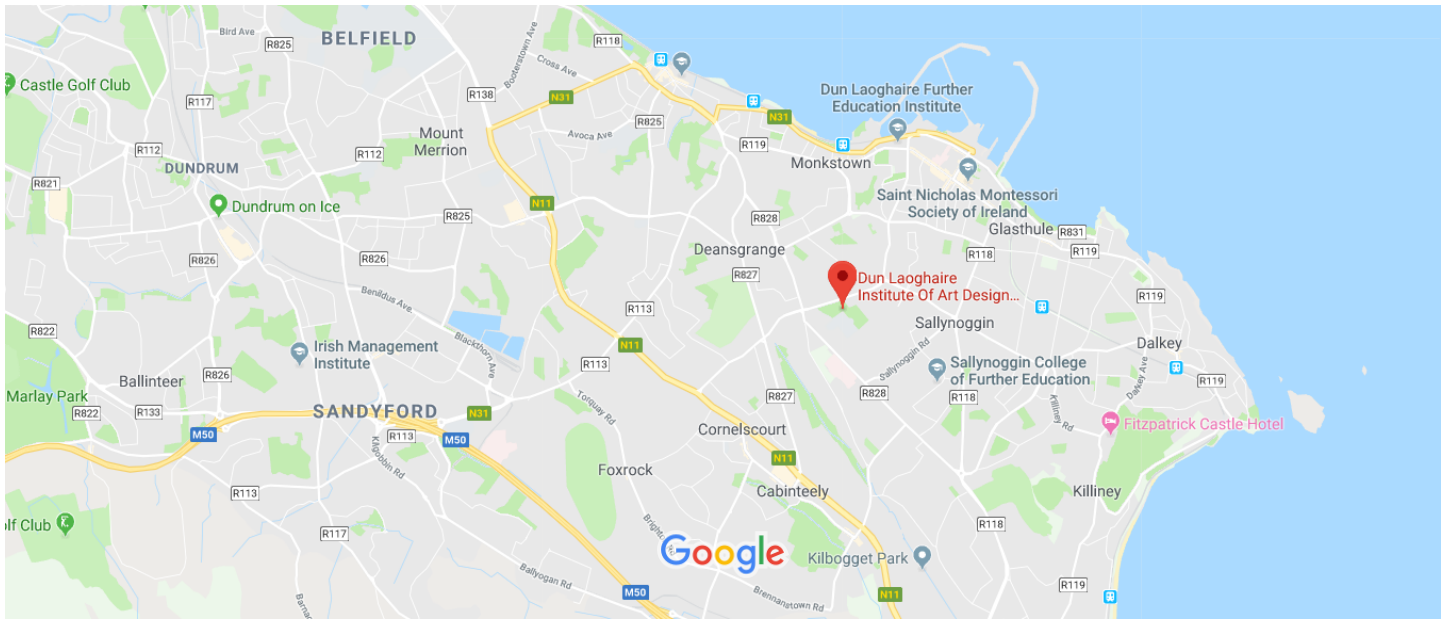 Bird Ave
R825
BELFIELD
Booterstown Ave
R118
Cross Ave
Castle Golf Club
R117
R138
N31
Dun Laoghaire Further
Education Institute
Mount
Merrion
Avoca Ave
R825
N31
R112
R112
R119
Monkstown
DUNDRUM
R821
Saint Nicholas Montessori
Society of Ireland
Glasthule
Dundrum on Ice
R825
N11
R828
R831
R826
R826
Deansgrange
R118
R119
R827
Dun Laoghaire
Institute Of Art Design...
Benildus Ave
R113
R119
Sallynoggin
R822
Blackthorn Ave
N11
Dalkey
Irish Management
Institute
R113
Sallynoggin Rd
Sallynoggin College
of Further Education
Dalkey Ave
Ballinteer
R826
R119
Marlay Park
R822
R133
SANDYFORD
N31
Torquay Rd
R827
R828
R118
Killiney Rd
M50
R113
M50
Cornelscourt
Fitzpatrick Castle Hotel
Kilgobbin Rd
Foxrock
N11
R113
Cabinteely
Killiney
olf Club
R117
R118
Google
Kilbogget Park
Ballyogan Rd
R119
M50
Brennanstown Rd
N11